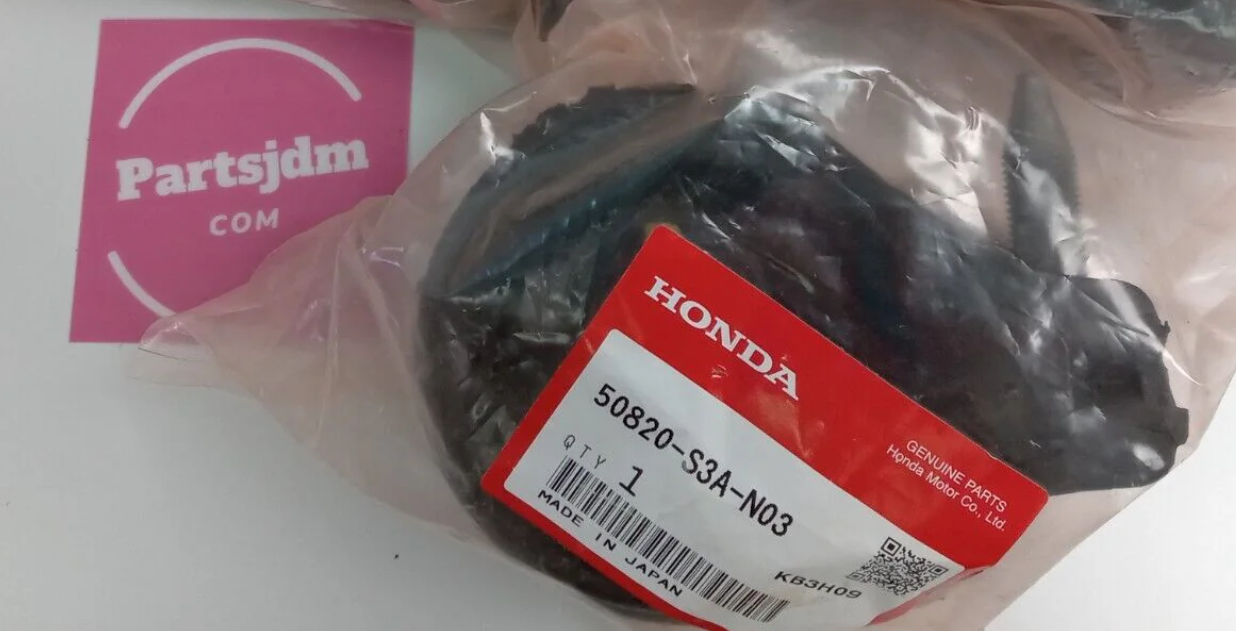 Partsjdm
COM
HONDA
50820-S3A-N03
QTY 1
MADE IN JAPAN
KB3H09
GENUINE PARTS
Honda Motor Co., Ltd.